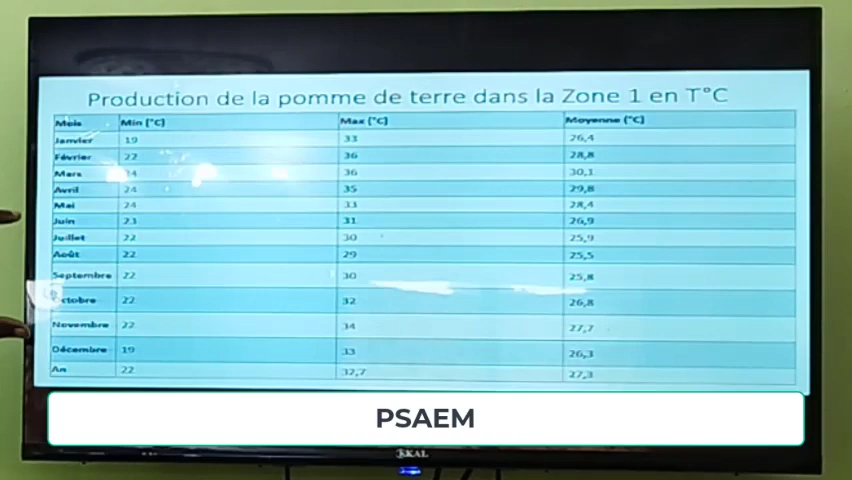 Production de la pomme de terre dans la Zone 1 en T°C
Mois Min (°C) Max (°C) Moyenne (°C)
Janvier 19 33 26,4
Février 22 36 28,8
Mars 24 36 30,1
Avril 24 35 29,8
Mai 24 33 28,4
Juin 23 31 26,9
Juillet 22 30 25,9
Août 22 29 25,5
Septembre 22 30 25,8
Octobre 22 32 26,8
Novembre 22 34 27,7
Décembre 19 33 26,3
An 22 32,7 27,3
PSAEM